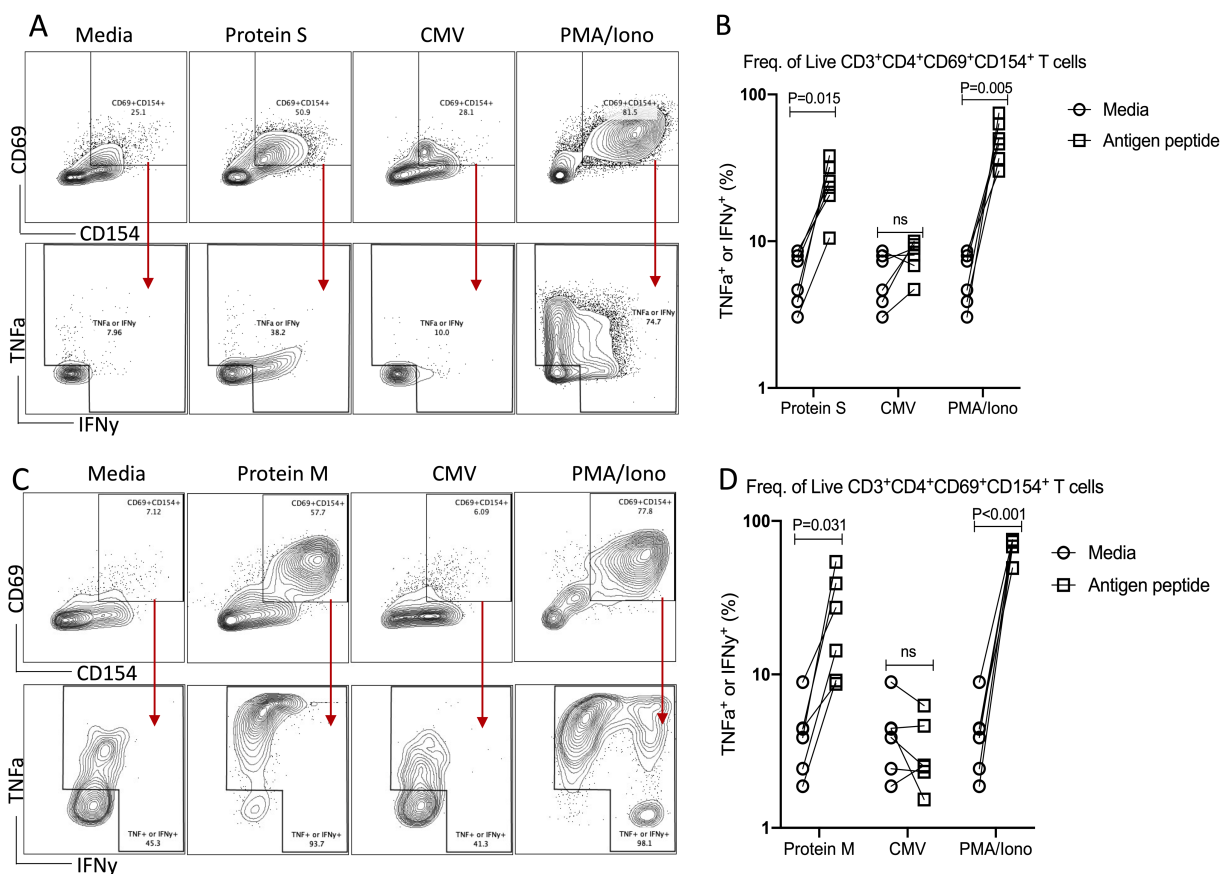 A
Media
Protein S
CMV
PMA/Iono
CD69+CD154+
25.1
CD69+CD154+
50.9
CD69+CD154+
28.1
CD69+CD154+
81.5
CD69
CD154
TNFa or IFNy
7.96
TNFa or IFNy
38.2
TNFa or IFNy
10.0
TNFa or IFNy
74.7
TNFa
IFNy
B
Freq. of Live CD3⁺CD4⁺CD69⁺CD154⁺ T cells
P=0.015
ns
P=0.005
Media
Antigen peptide
TNFa⁺ or IFNy⁺ (%)
100
10
1
Protein S
CMV
PMA/Iono
C
Media
Protein M
CMV
PMA/Iono
CD69+CD154+
7.12
CD69+CD154+
57.7
CD69+CD154+
6.09
CD69+CD154+
77.8
CD69
CD154
TNF+ or IFNy+
45.3
TNF+ or IFNy+
93.7
TNF+ or IFNy+
41.3
TNF+ or IFNy+
98.1
TNFa
IFNy
D
Freq. of Live CD3⁺CD4⁺CD69⁺CD154⁺ T cells
P=0.031
ns
P<0.001
Media
Antigen peptide
TNFa⁺ or IFNy⁺ (%)
100
10
1
Protein M
CMV
PMA/Iono